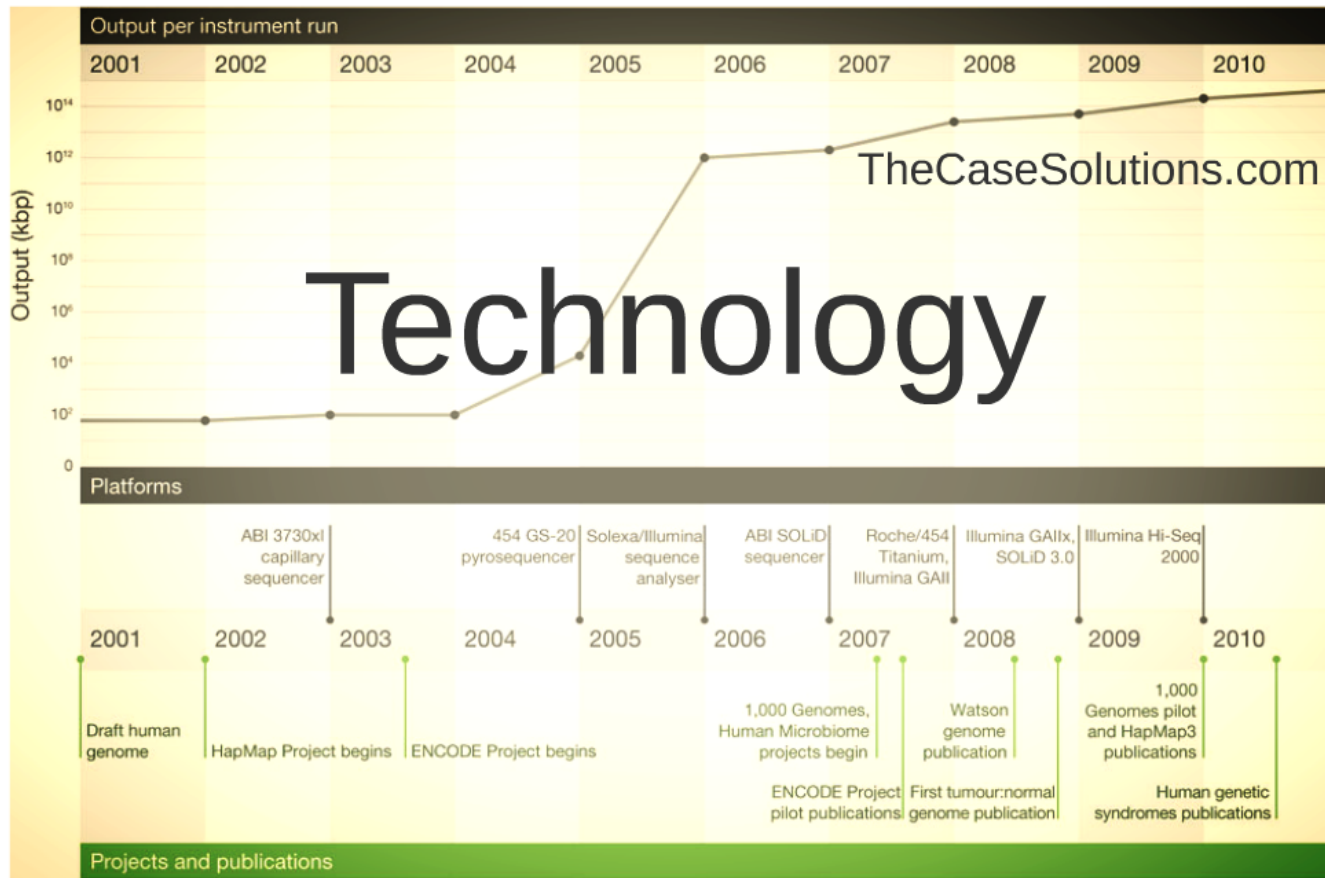 Output per instrument run
2001 2002 2003 2004 2005 2006 2007 2008 2009 2010
Output (kbp)
10¹⁴
10¹²
10¹⁰
10⁸
10⁶
10⁴
10²
0
TheCaseSolutions.com
Technology
Platforms
ABI 3730xl
capillary
sequencer
454 GS-20
pyrosequencer
Solexa/Illumina
sequence
analyser
ABI SOLiD
sequencer
Roche/454
Titanium,
Illumina GAII
Illumina GAIIx,
SOLiD 3.0
Illumina Hi-Seq
2000
2001 2002 2003 2004 2005 2006 2007 2008 2009 2010
Draft human
genome
HapMap Project begins
ENCODE Project begins
1,000 Genomes,
Human Microbiome
projects begin
ENCODE Project
pilot publications
Watson
genome
publication
First tumour:normal
genome publication
1,000
Genomes pilot
and HapMap3
publications
Human genetic
syndromes publications
Projects and publications